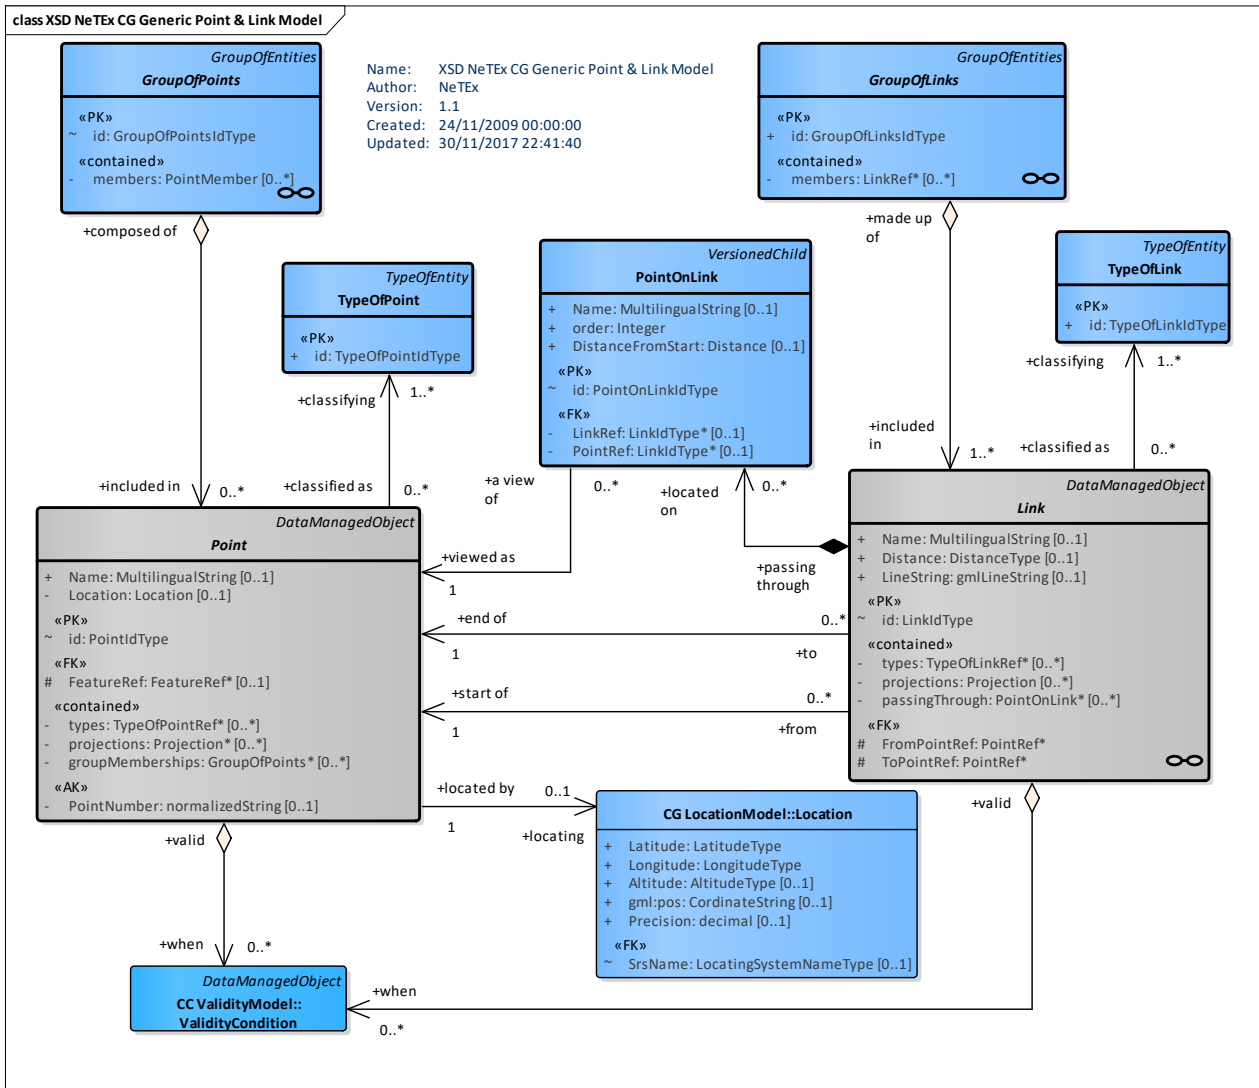 class XSD NeTEx CG Generic Point & Link Model
Name: XSD NeTEx CG Generic Point & Link Model
Author: NeTEx
Version: 1.1
Created: 24/11/2009 00:00:00
Updated: 30/11/2017 22:41:40
GroupOfEntities
GroupOfPoints
«PK»
~ id: GroupOfPointsIdType
«contained»
- members: PointMember [0..*]
GroupOfEntities
GroupOfLinks
«PK»
+ id: GroupOfLinksIdType
«contained»
- members: LinkRef* [0..*]
+composed of
+made up
of
TypeOfEntity
TypeOfPoint
«PK»
+ id: TypeOfPointIdType
VersionedChild
PointOnLink
+ Name: MultilingualString [0..1]
+ order: Integer
+ DistanceFromStart: Distance [0..1]
«PK»
~ id: PointOnLinkIdType
«FK»
- LinkRef: LinkIdType* [0..1]
- PointRef: LinkIdType* [0..1]
TypeOfEntity
TypeOfLink
«PK»
+ id: TypeOfLinkIdType
+classifying
1..*
+classifying
1..*
+included in
0..*
+classified as
0..*
+a view
of
0..*
+located
on
0..*
+included
in
1..*
+classified as
0..*
DataManagedObject
Point
+ Name: MultilingualString [0..1]
- Location: Location [0..1]
«PK»
~ id: PointIdType
«FK»
# FeatureRef: FeatureRef* [0..1]
«contained»
- types: TypeOfPointRef* [0..*]
- projections: Projection* [0..*]
- groupMemberships: GroupOfPoints* [0..*]
«AK»
- PointNumber: normalizedString [0..1]
DataManagedObject
Link
+ Name: MultilingualString [0..1]
+ Distance: DistanceType [0..1]
+ LineString: gmlLineString [0..1]
«PK»
~ id: LinkIdType
«contained»
- types: TypeOfLinkRef* [0..*]
- projections: Projection [0..*]
- passingThrough: PointOnLink* [0..*]
«FK»
# FromPointRef: PointRef*
# ToPointRef: PointRef*
+viewed as
1
+passing
through
+end of
1
0..*
+to
+start of
1
0..*
+from
+located by
1
0..1
+locating
CG LocationModel::Location
+ Latitude: LatitudeType
+ Longitude: LongitudeType
+ Altitude: AltitudeType [0..1]
+ gml:pos: CordinateString [0..1]
+ Precision: decimal [0..1]
«FK»
~ SrsName: LocatingSystemNameType [0..1]
+valid
+valid
+when
0..*
DataManagedObject
CC ValidityModel::
ValidityCondition
+when
0..*